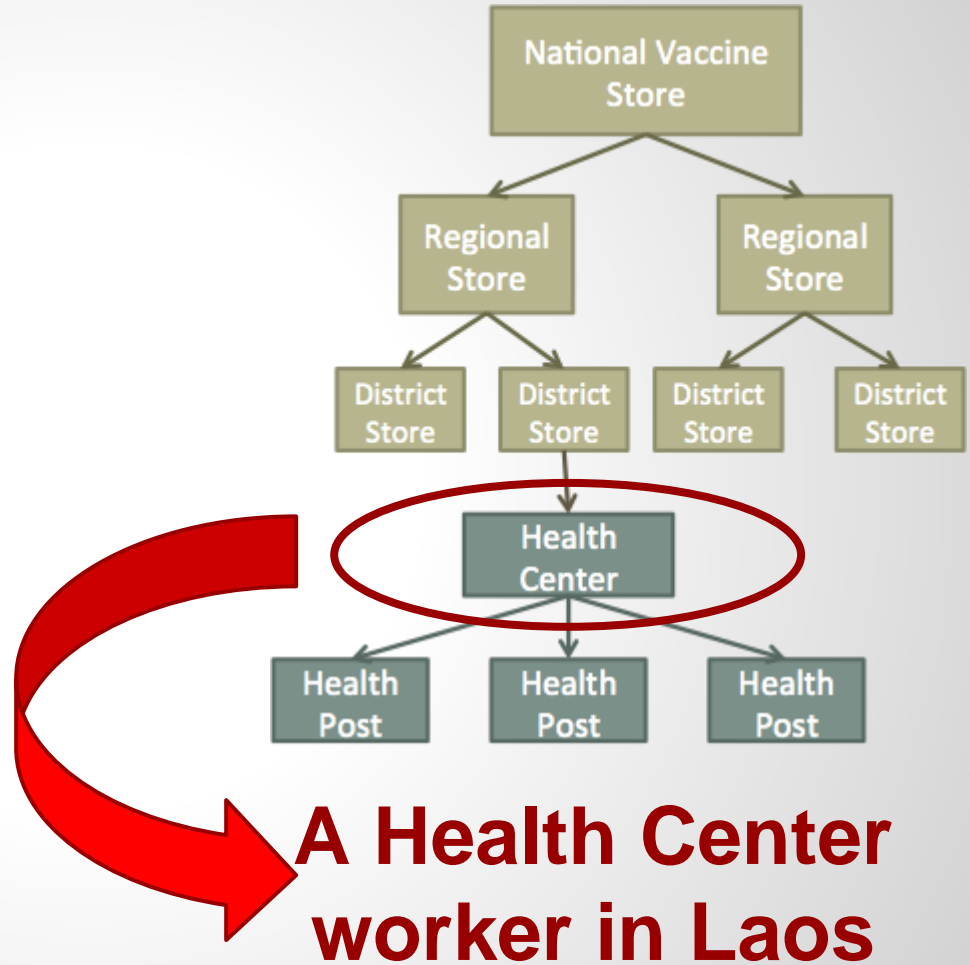 National Vaccine
Store
Regional
Store
Regional
Store
District
Store
District
Store
District
Store
District
Store
Health
Center
Health
Post
Health
Post
Health
Post
A Health Center
worker in Laos